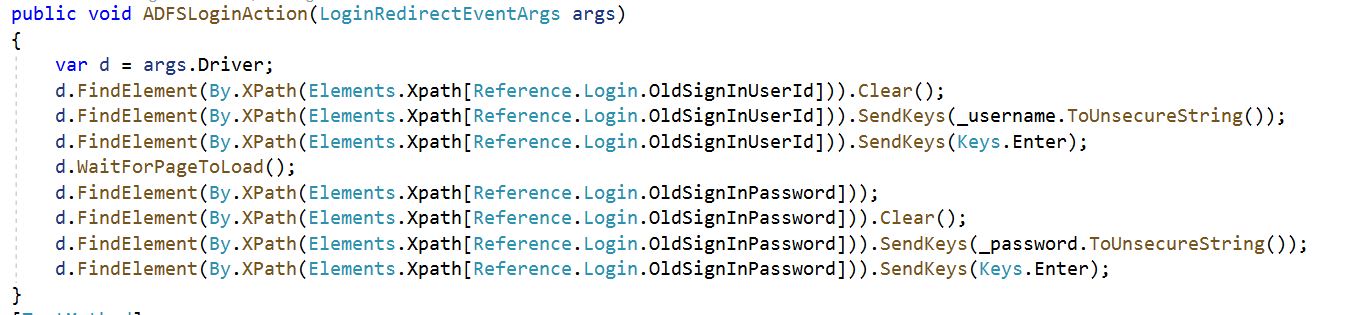 public void ADFSLoginAction(LoginRedirectEventArgs args)
{
var d = args.Driver;
d.FindElement(By.XPath(Elements.Xpath[Reference.Login.OldSignInUserId])).Clear();
d.FindElement(By.XPath(Elements.Xpath[Reference.Login.OldSignInUserId])).SendKeys(_username.ToUnsecureString());
d.FindElement(By.XPath(Elements.Xpath[Reference.Login.OldSignInUserId])).SendKeys(Keys.Enter);
d.WaitForPageToLoad();
d.FindElement(By.XPath(Elements.Xpath[Reference.Login.OldSignInPassword]));
d.FindElement(By.XPath(Elements.Xpath[Reference.Login.OldSignInPassword])).Clear();
d.FindElement(By.XPath(Elements.Xpath[Reference.Login.OldSignInPassword])).SendKeys(_password.ToUnsecureString());
d.FindElement(By.XPath(Elements.Xpath[Reference.Login.OldSignInPassword])).SendKeys(Keys.Enter);
}